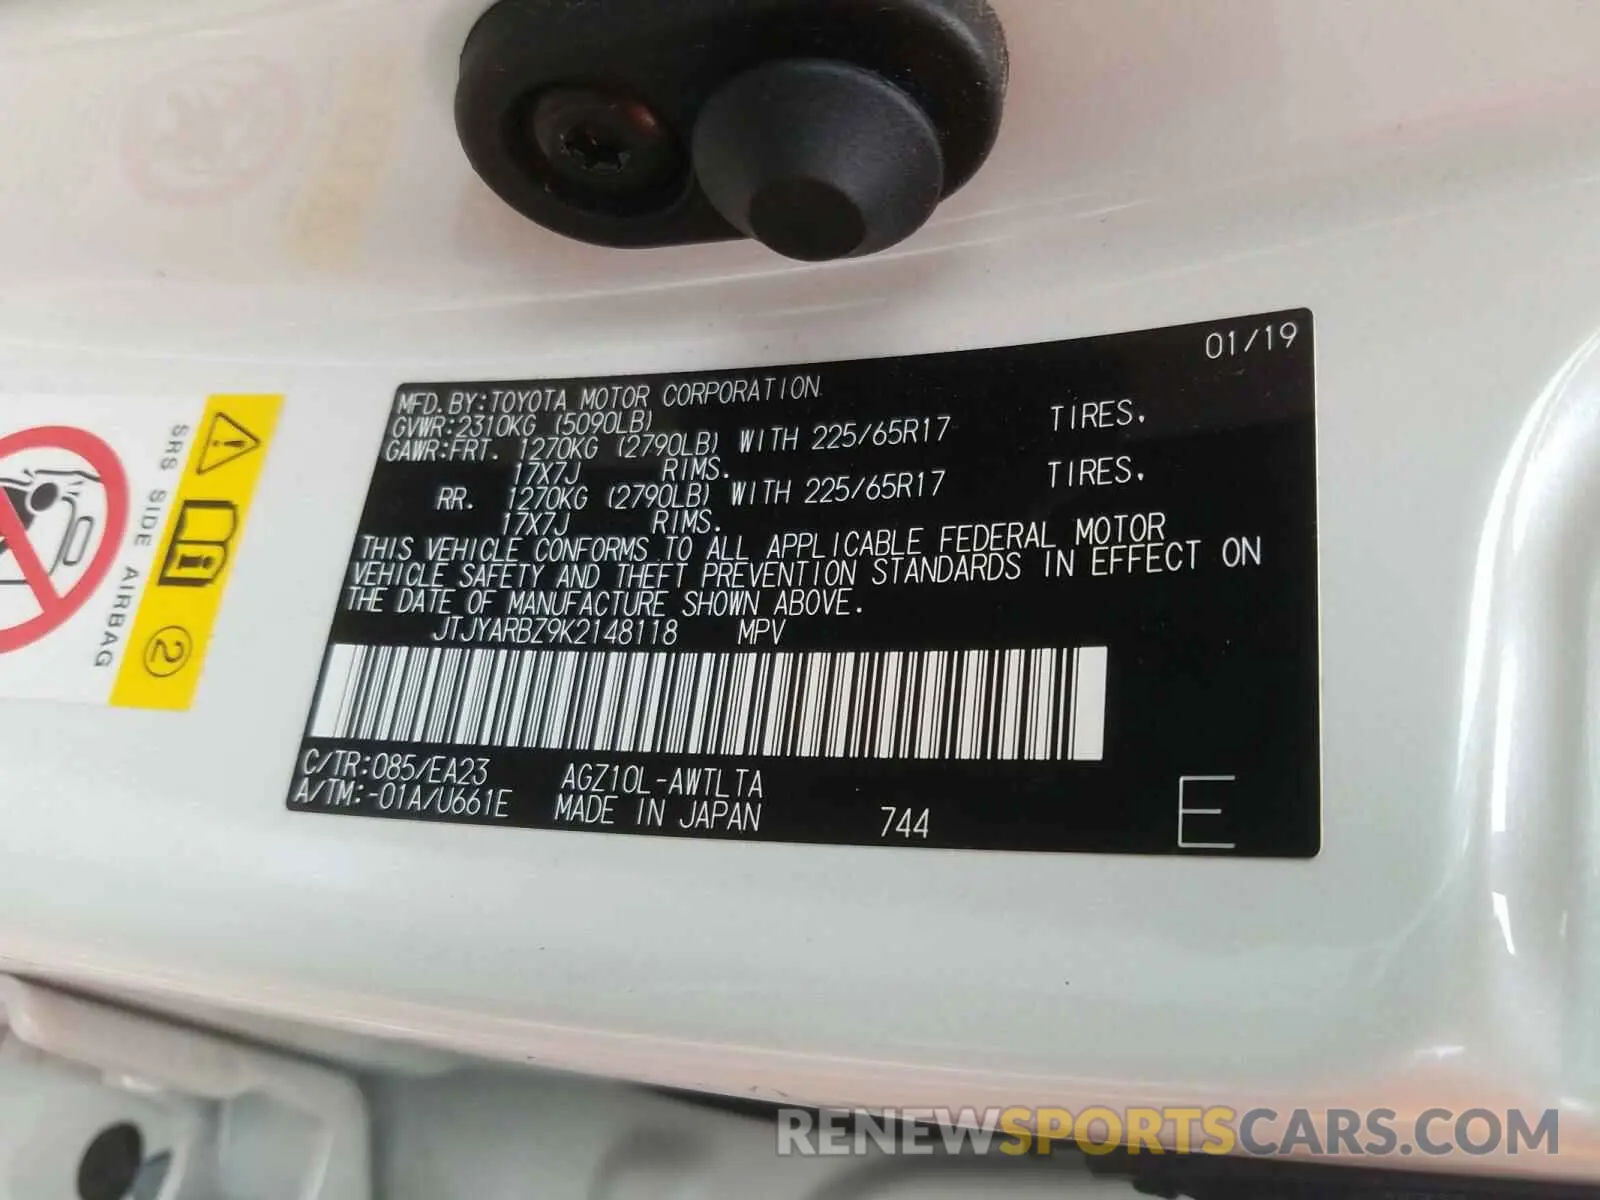 01/19
MFD. BY: TOYOTA MOTOR CORPORATION
GVWR: 2310KG (5090LB)
GAWR: FRT. 1270KG (2790LB) WITH 225/65R17 TIRES,
17X7J RIMS.
RR. 1270KG (2790LB) WITH 225/65R17 TIRES,
17X7J RIMS.
THIS VEHICLE CONFORMS TO ALL APPLICABLE FEDERAL MOTOR
VEHICLE SAFETY AND THEFT PREVENTION STANDARDS IN EFFECT ON
THE DATE OF MANUFACTURE SHOWN ABOVE.
JTJYARBZ9K2148118 MPV
C/TR: 085/EA23 AGZ10L-AWTLTA
A/TM: -01A/U661E MADE IN JAPAN 744 E
SRS SIDE AIRBAG
2
RENEWSPORTSCARS.COM